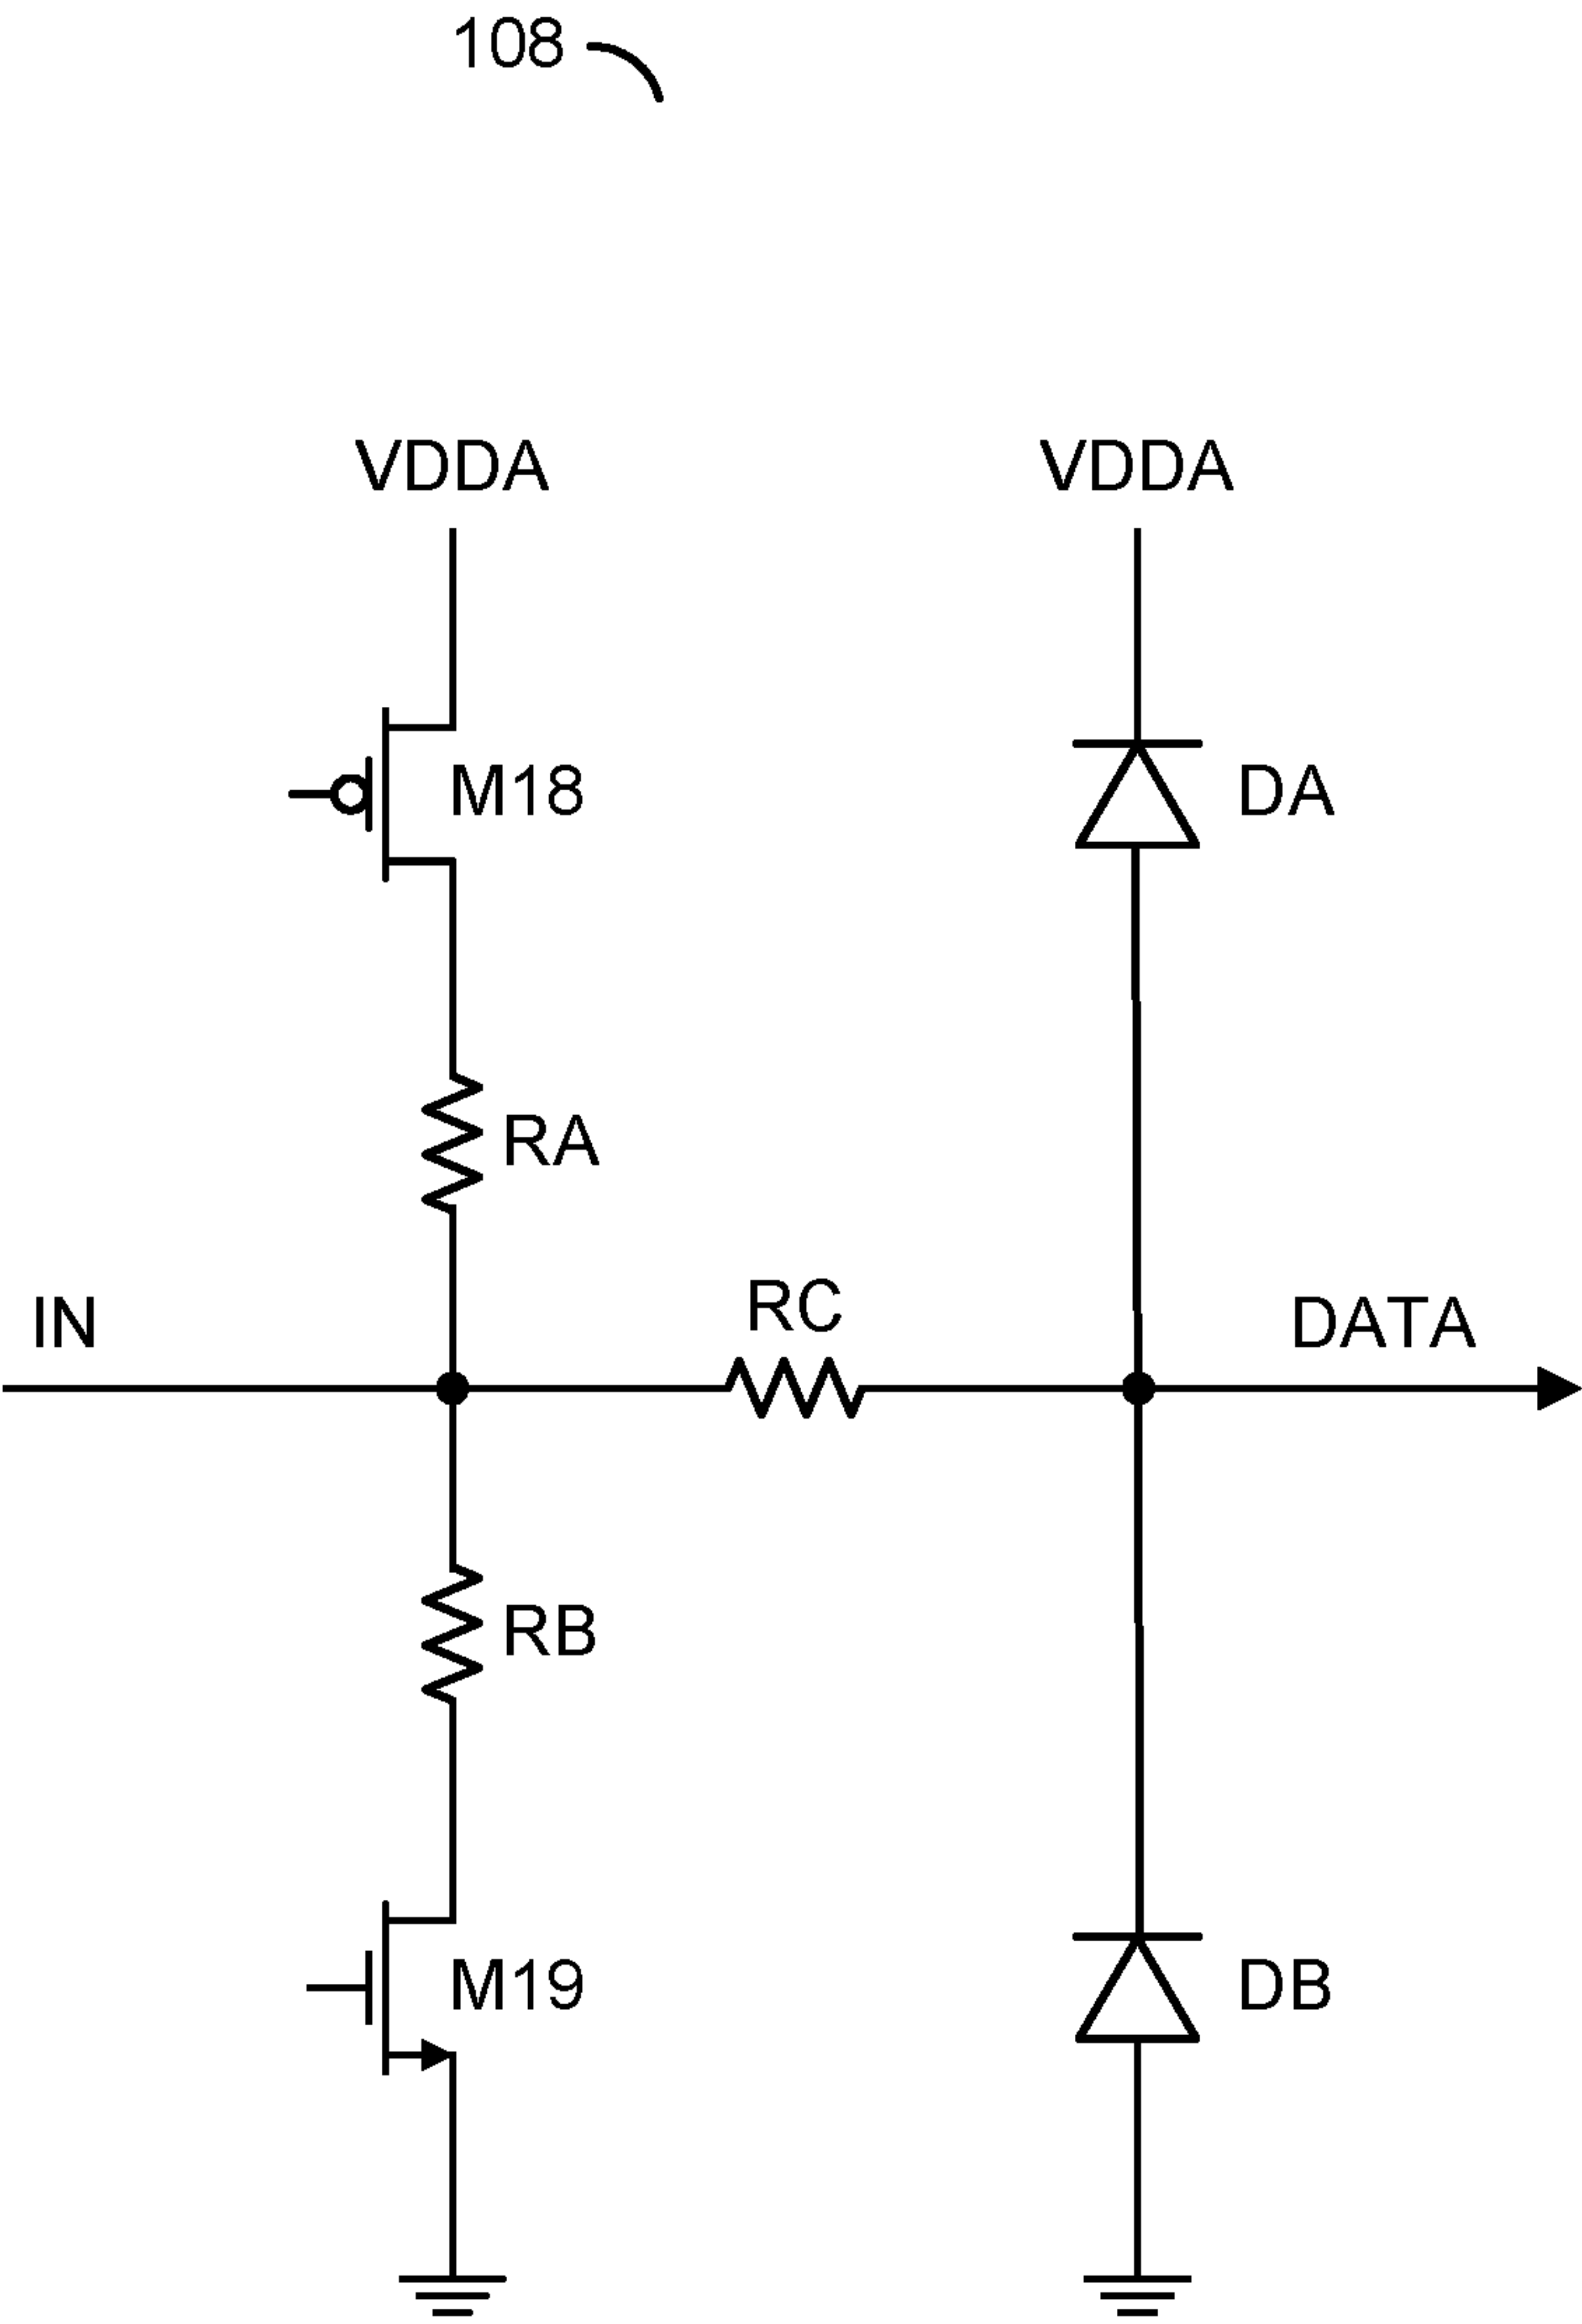 108
VDDA VDDA
M18 DA
RA
IN RC DATA
RB
M19 DB